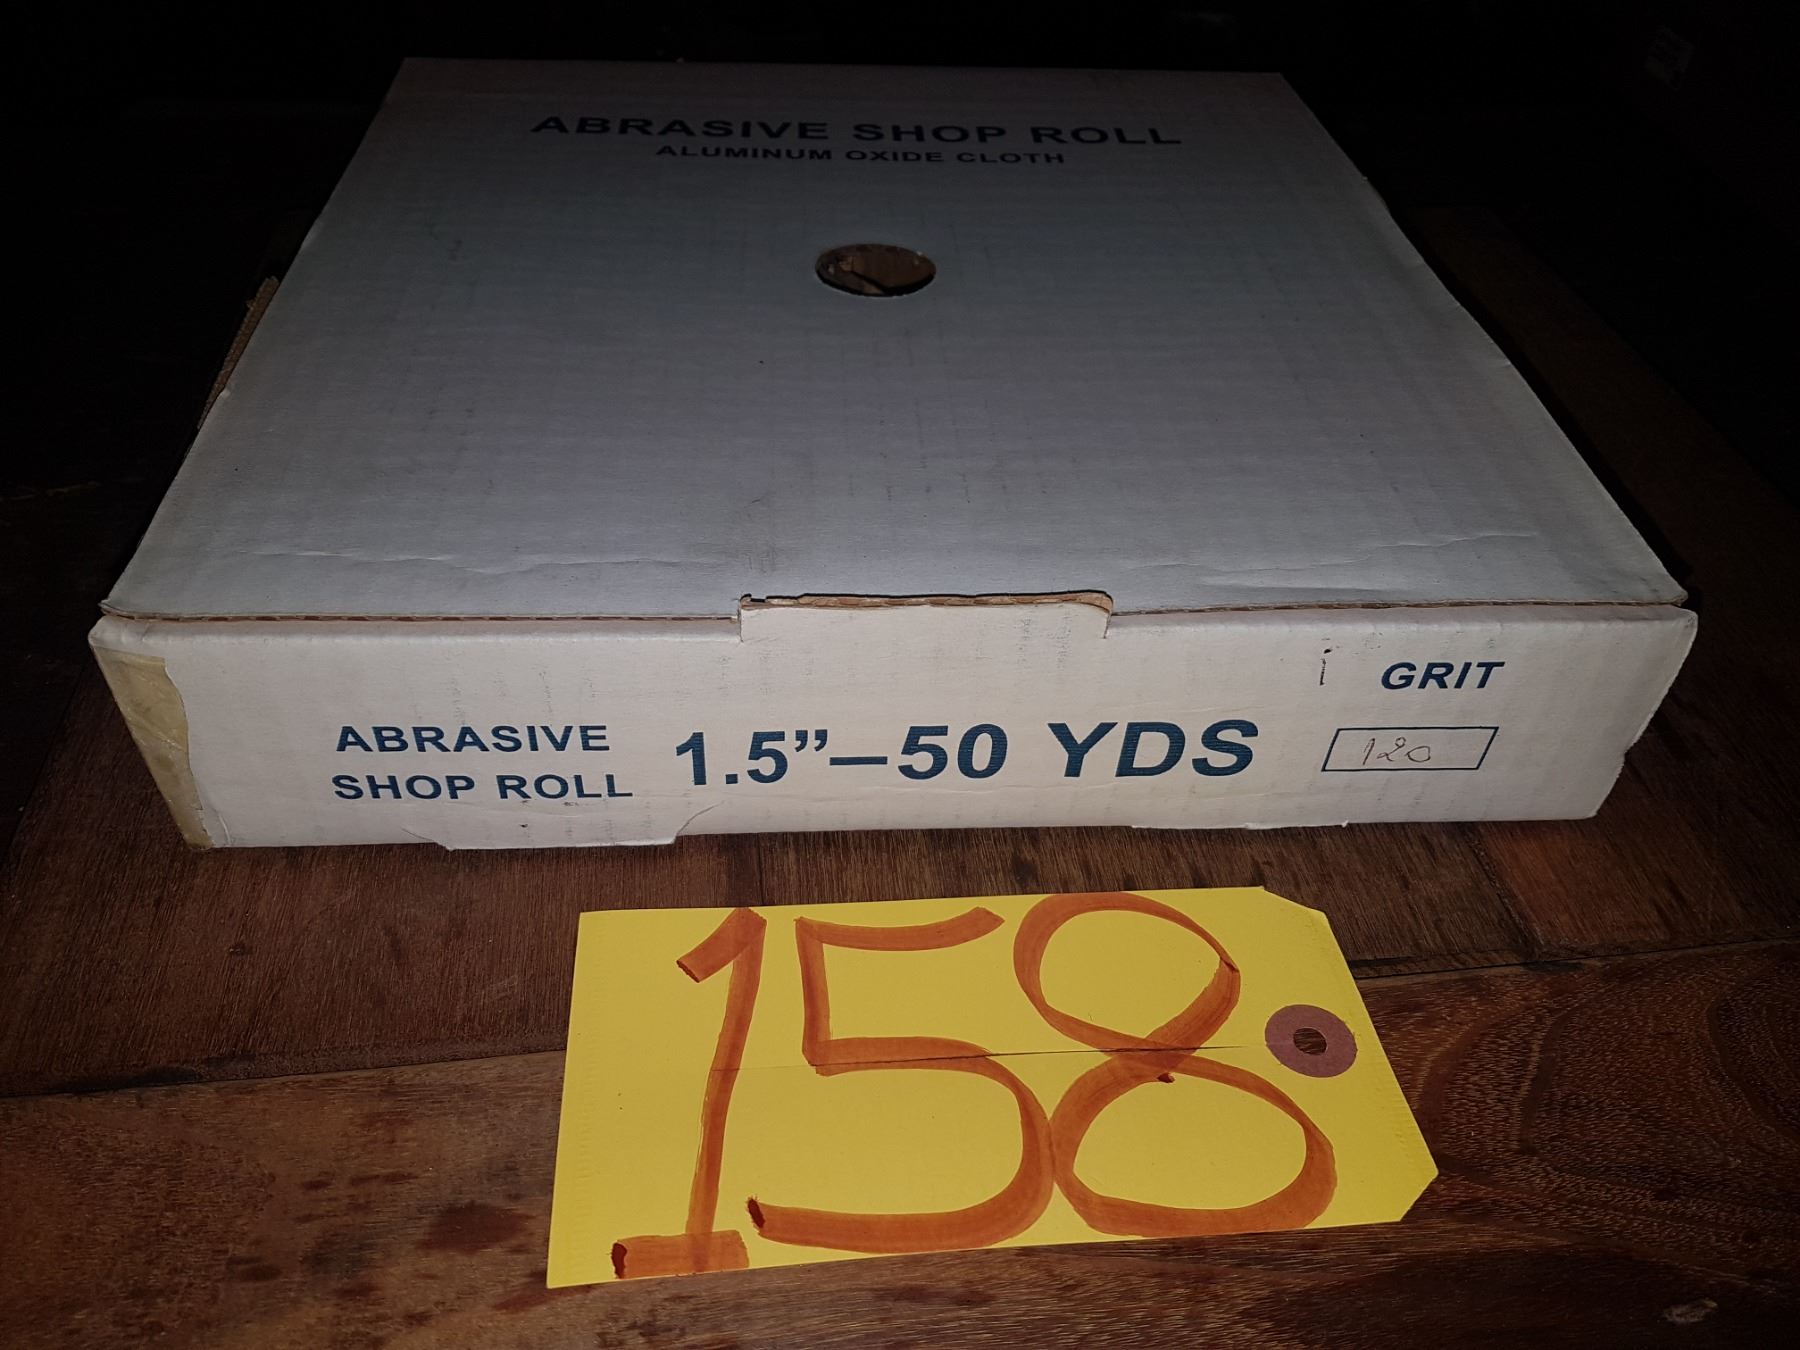 ABRASIVE SHOP ROLL
ALUMINUM OXIDE CLOTH
ABRASIVE
SHOP ROLL
1.5”–50 YDS
GRIT
120
158